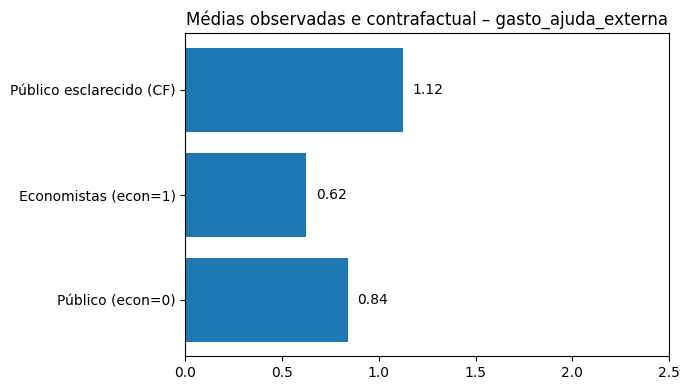 Médias observadas e contrafactual – gasto_ajuda_externa
Público esclarecido (CF)
1.12
Economistas (econ=1)
0.62
Público (econ=0)
0.84
0.0 0.5 1.0 1.5 2.0 2.5